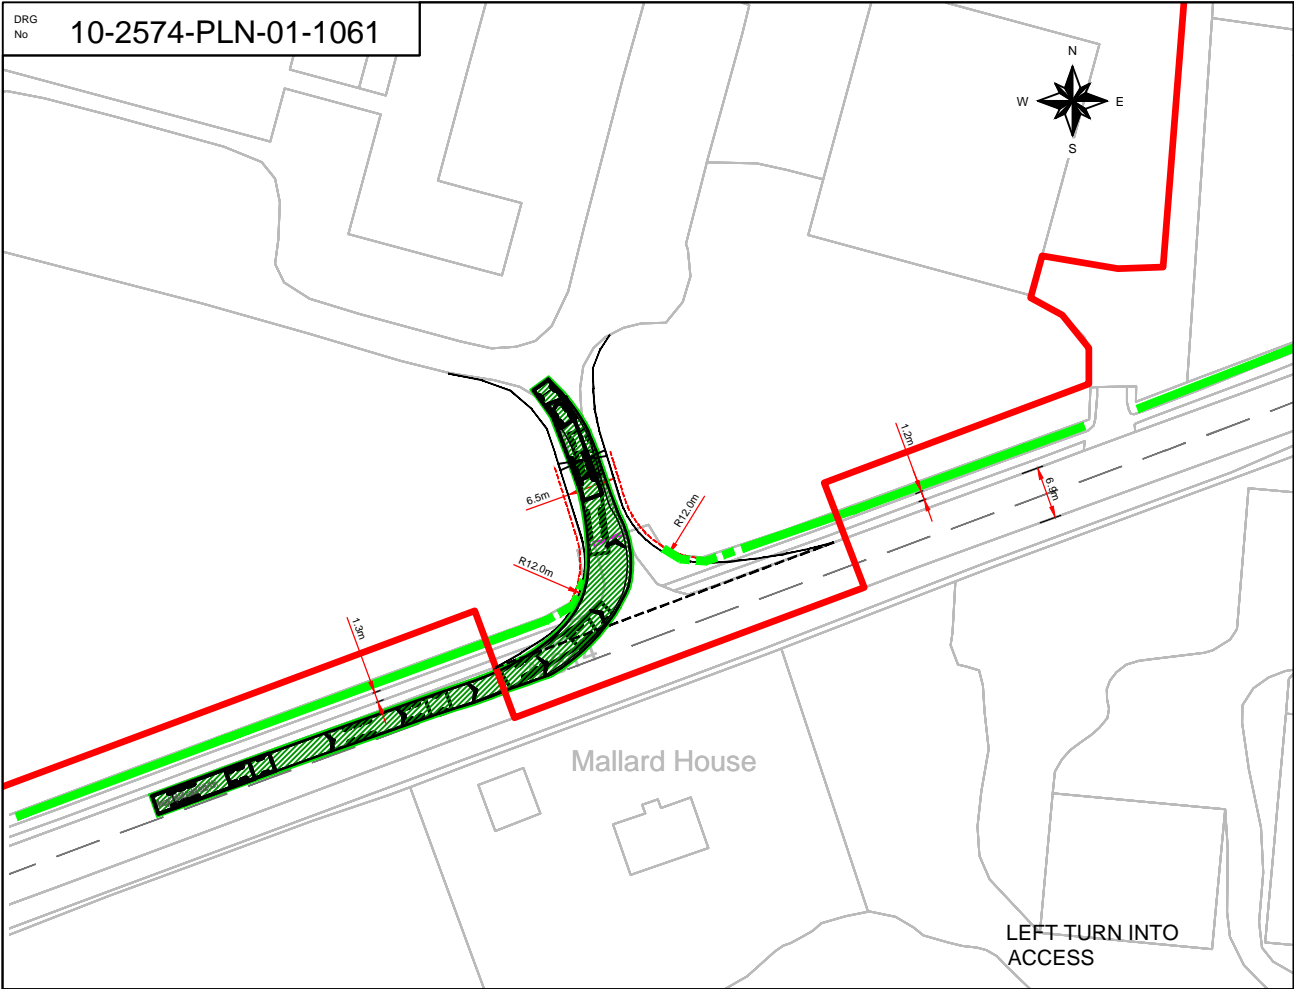 DRG
No
10-2574-PLN-01-1061
N
W
E
S
1.2m
6.9m
6.5m
R12.0m
R12.0m
1.3m
Mallard House
LEFT TURN INTO
ACCESS